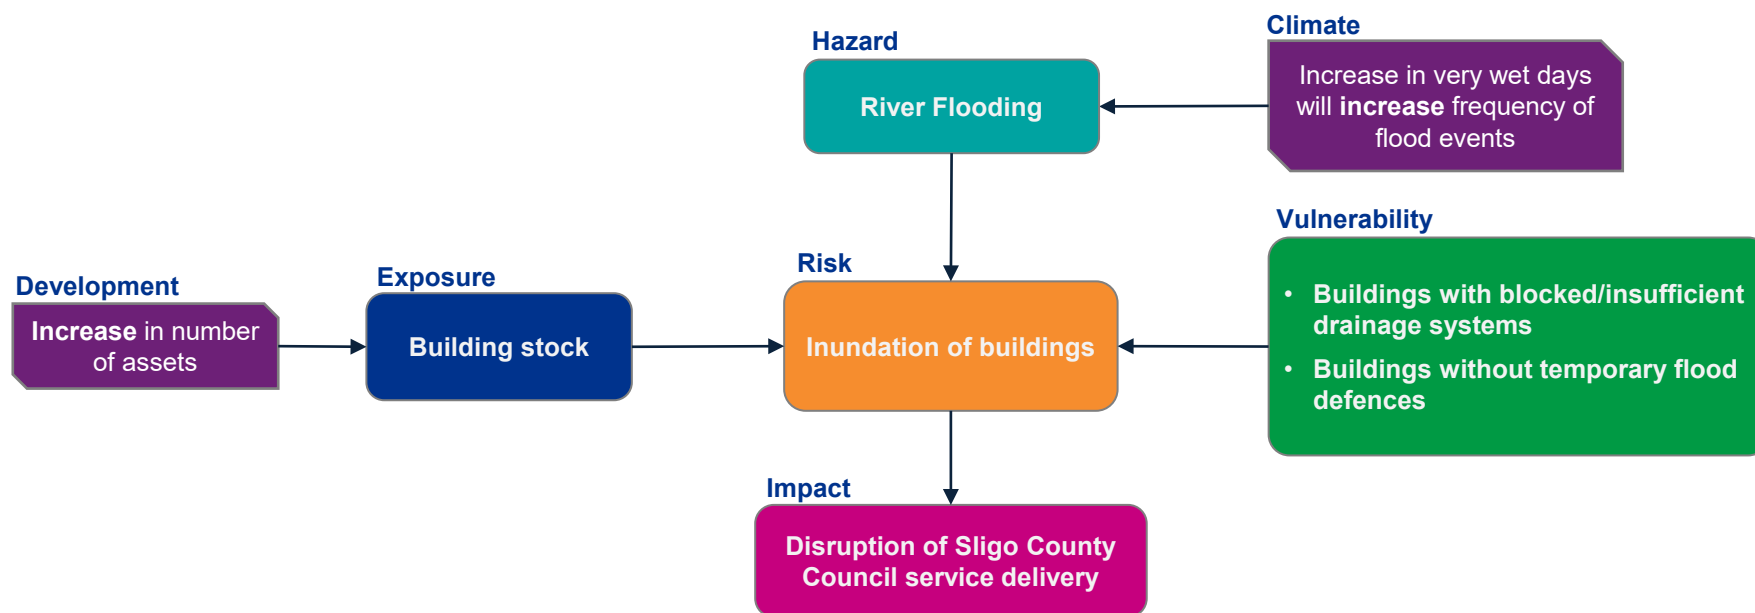 Climate
Hazard
Increase in very wet days
will increase frequency of
flood events
River Flooding
Vulnerability
• Buildings with blocked/insufficient
drainage systems
• Buildings without temporary flood
defences
Development
Increase in number
of assets
Exposure
Building stock
Risk
Inundation of buildings
Impact
Disruption of Sligo County
Council service delivery